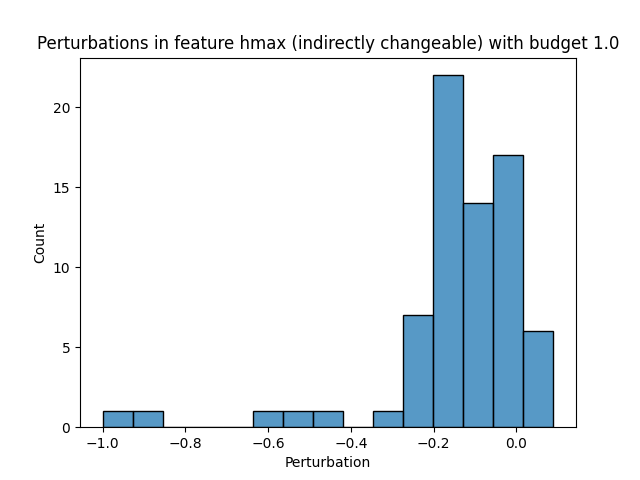 Perturbations in feature hmax (indirectly changeable) with budget 1.0
20
15
10
5
0
Count
−1.0 −0.8 −0.6 −0.4 −0.2 0.0
Perturbation